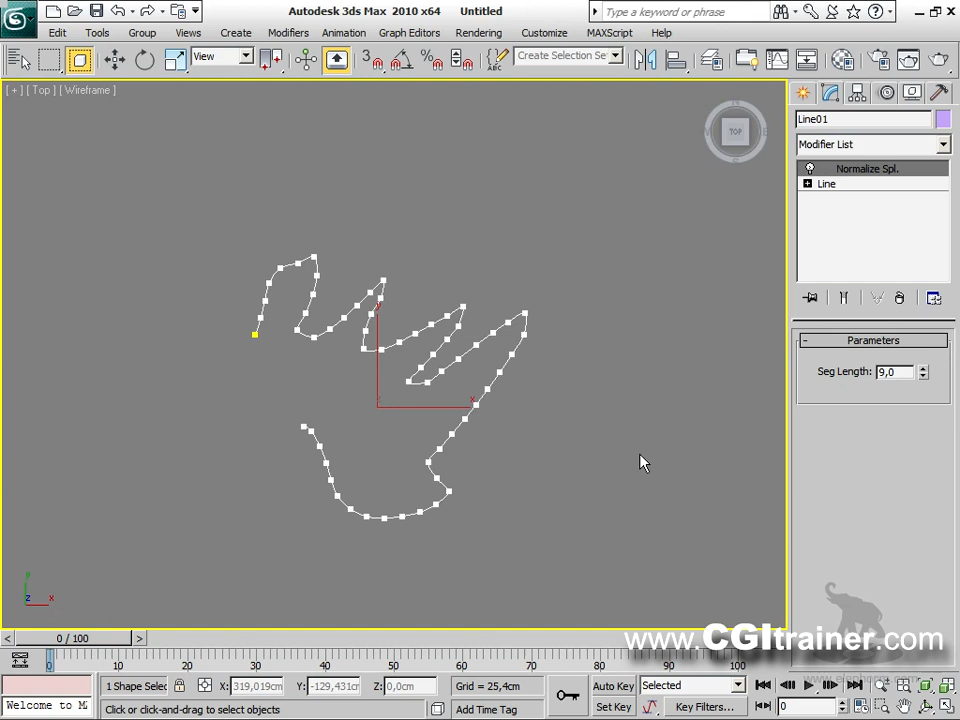 Autodesk 3ds Max 2010 x64 Untitled
Type a keyword or phrase
Edit Tools Group Views Create Modifiers Animation Graph Editors Rendering Customize MAXScript Help
View
3
ABC
Create Selection Se
[ + ] [ Top ] [ Wireframe ]
TOP
Line01
Modifier List
Normalize Spl.
Line
Parameters
Seg Length: 9,0
y
x
y
z x
0 / 100
www.CGItrainer.com
0 10 20 30 40 50 60 70 80 90 100
1 Shape Selec X: 319,019cm Y: -129,431c Z: 0,0cm Grid = 25,4cm Auto Key Selected
Welcome to M Click or click-and-drag to select objects Add Time Tag Set Key Key Filters... 0